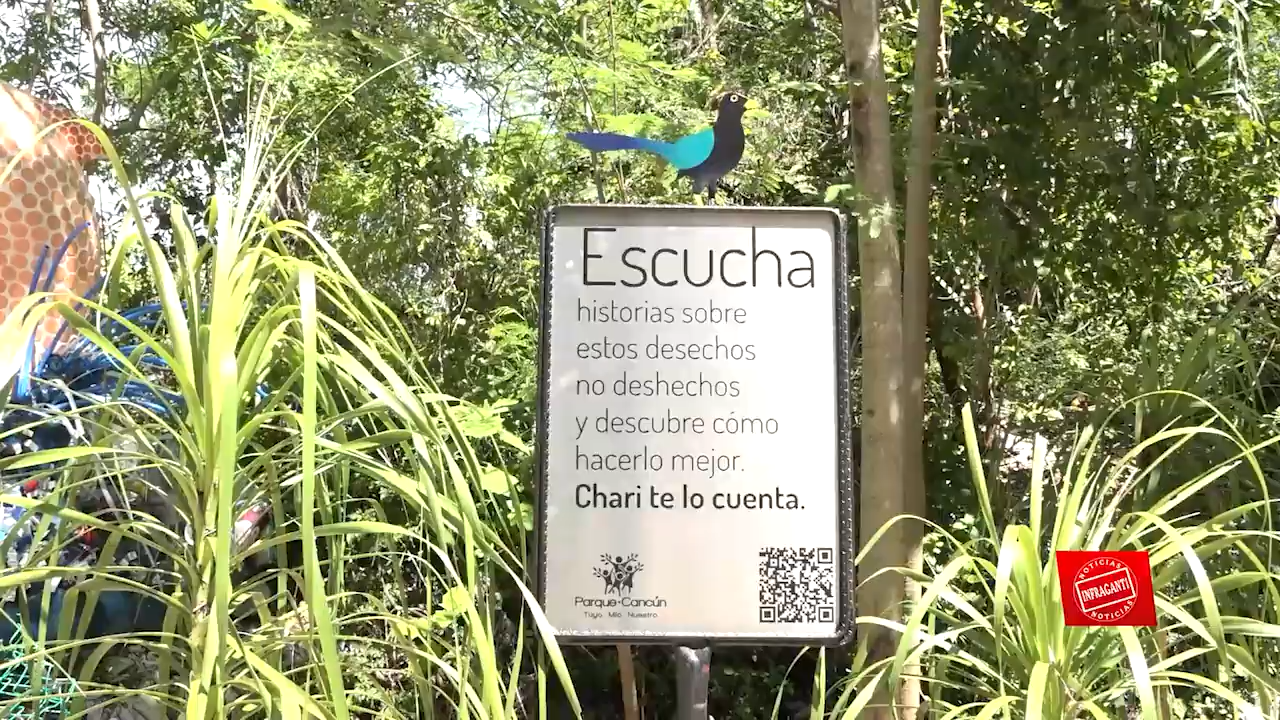 Escucha
historias sobre
estos desechos
no deshechos
y descubre cómo
hacerlo mejor.
Chari te lo cuenta.
Parque Cancún
Tuyo Mío Nuestro
NOTICIAS
INFRAGANTI
NOTICIAS